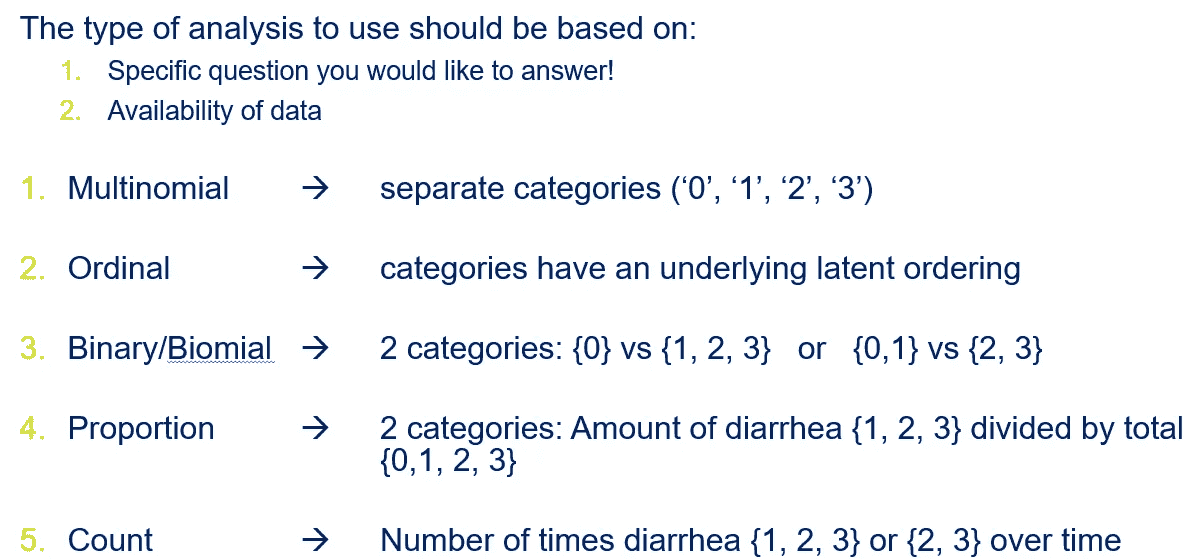 The type of analysis to use should be based on:
1. Specific question you would like to answer!
2. Availability of data
1. Multinomial → separate categories (‘0’, ‘1’, ‘2’, ‘3’)
2. Ordinal → categories have an underlying latent ordering
3. Binary/Biomial → 2 categories: {0} vs {1, 2, 3} or {0,1} vs {2, 3}
4. Proportion → 2 categories: Amount of diarrhea {1, 2, 3} divided by total
{0,1, 2, 3}
5. Count → Number of times diarrhea {1, 2, 3} or {2, 3} over time